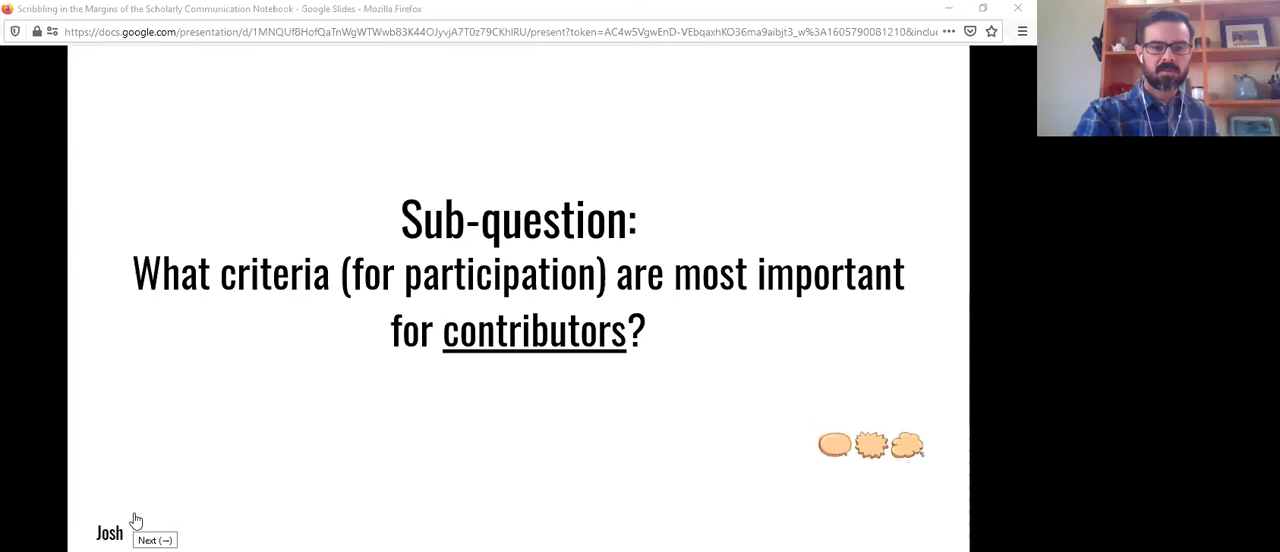 Scribbling in the Margins of the Scholarly Communication Notebook - Google Slides - Mozilla Firefox
Sub-question:
What criteria (for participation) are most important
for contributors?
Josh
Next (→)